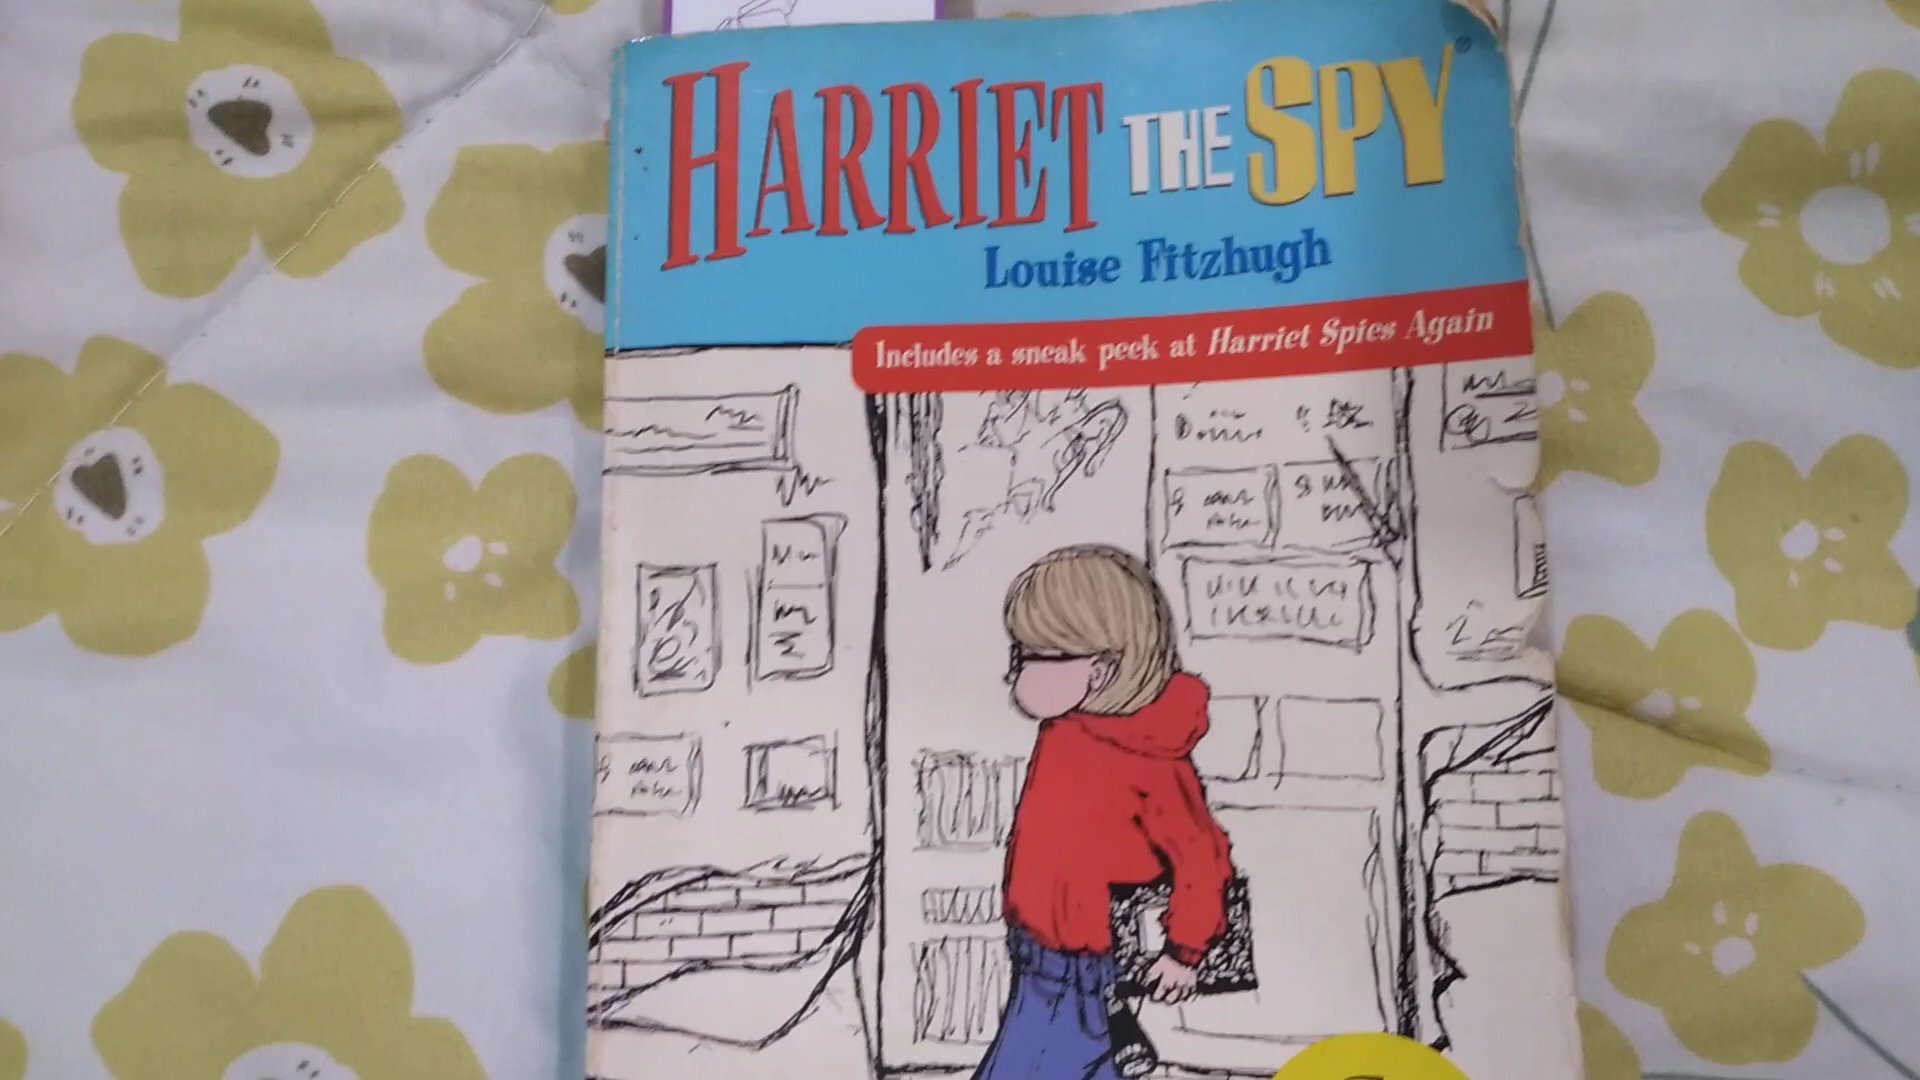 HARRIET THE SPY®
Louise Fitzhugh
Includes a sneak peek at Harriet Spies Again